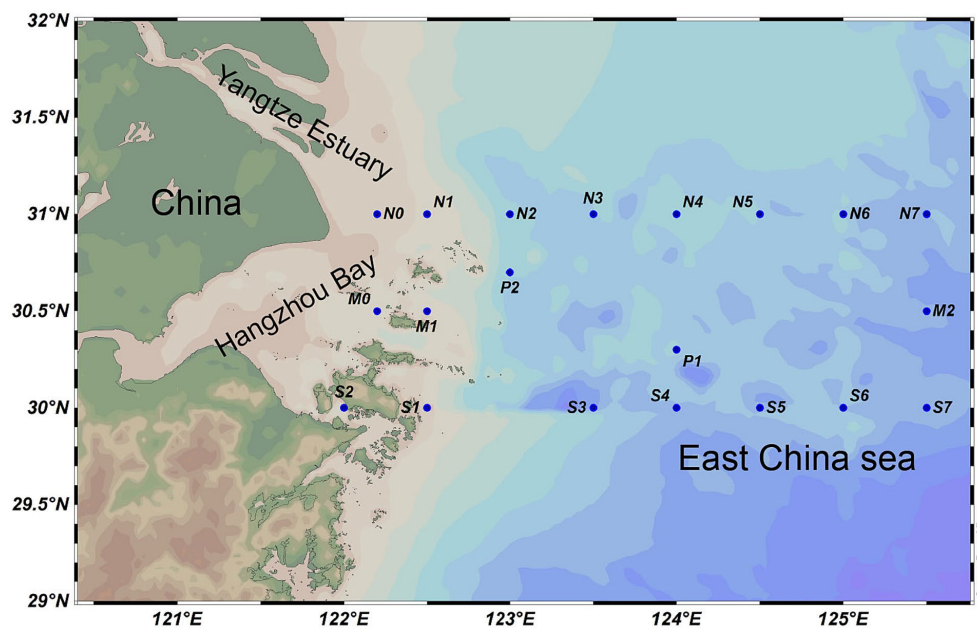 32°N
31.5°N
31°N
30.5°N
30°N
29.5°N
29°N
Yangtze Estuary
China
Hangzhou Bay
N0
N1
N2
N3
N4
N5
N6
N7
P2
M0
M1
M2
P1
S2
S1
S3
S4
S5
S6
S7
East China sea
121°E
122°E
123°E
124°E
125°E